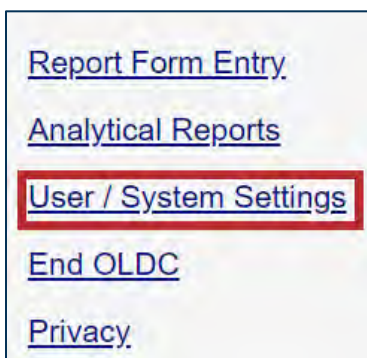 Report Form Entry
Analytical Reports
User / System Settings
End OLDC
Privacy